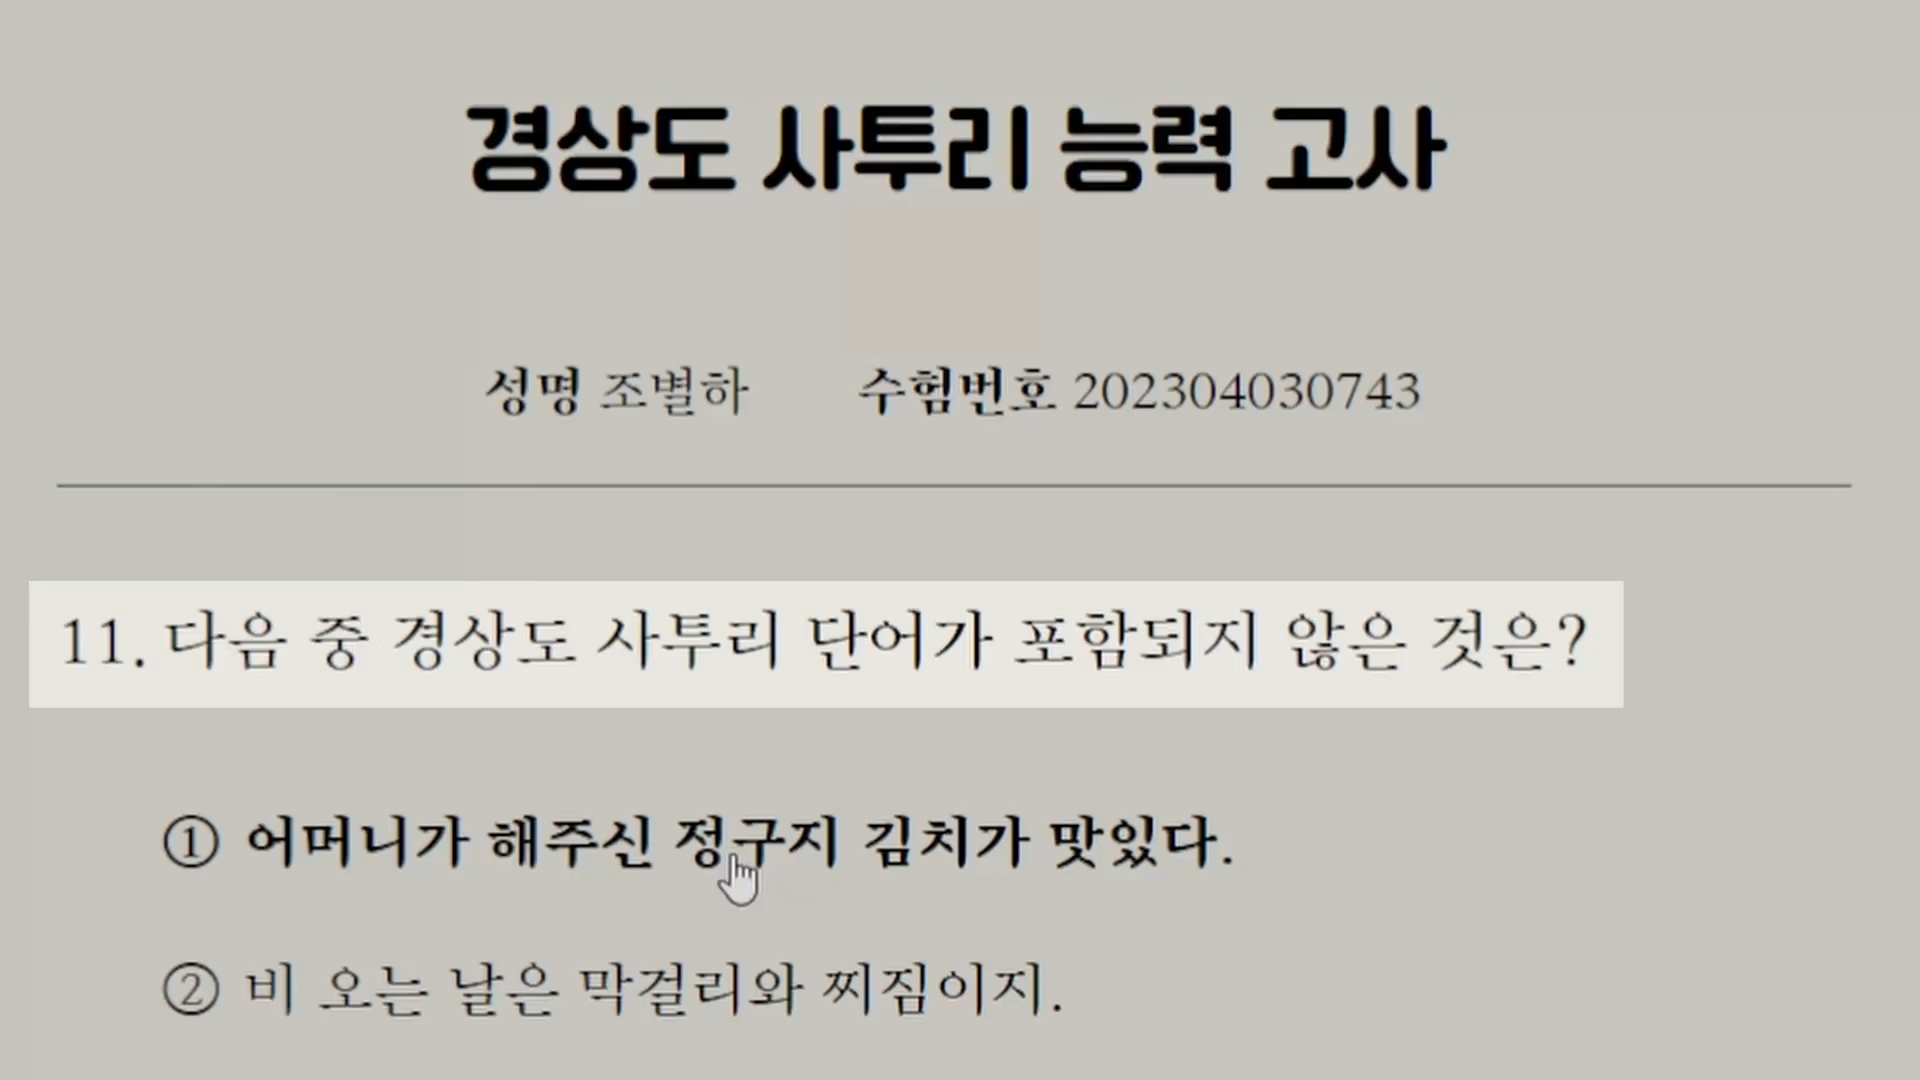 경상도 사투리 능력 고사
성명 조별하 수험번호 202304030743
11. 다음 중 경상도 사투리 단어가 포함되지 않은 것은?
① 어머니가 해주신 정구지 김치가 맛있다.
② 비 오는 날은 막걸리와 찌짐이지.